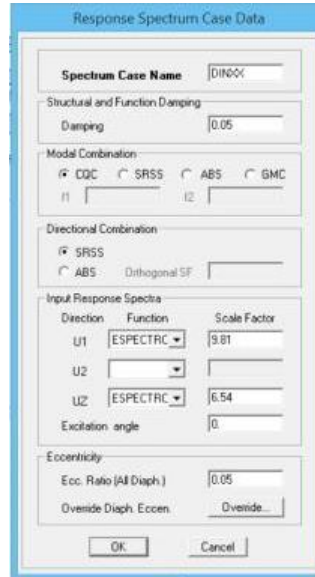 Response Spectrum Case Data
Spectrum Case Name DINXX
Structural and Function Damping
Damping 0.05
Modal Combination
CQC SRSS ABS GMC
f1 f2
Directional Combination
SRSS
ABS Orthogonal SF
Input Response Spectra
Direction Function Scale Factor
U1 ESPECTRO 9.81
U2
UZ ESPECTRO 6.54
Excitation angle 0.
Eccentricity
Ecc. Ratio (All Diaph.) 0.05
Override Diaph. Eccen. Override...
OK Cancel